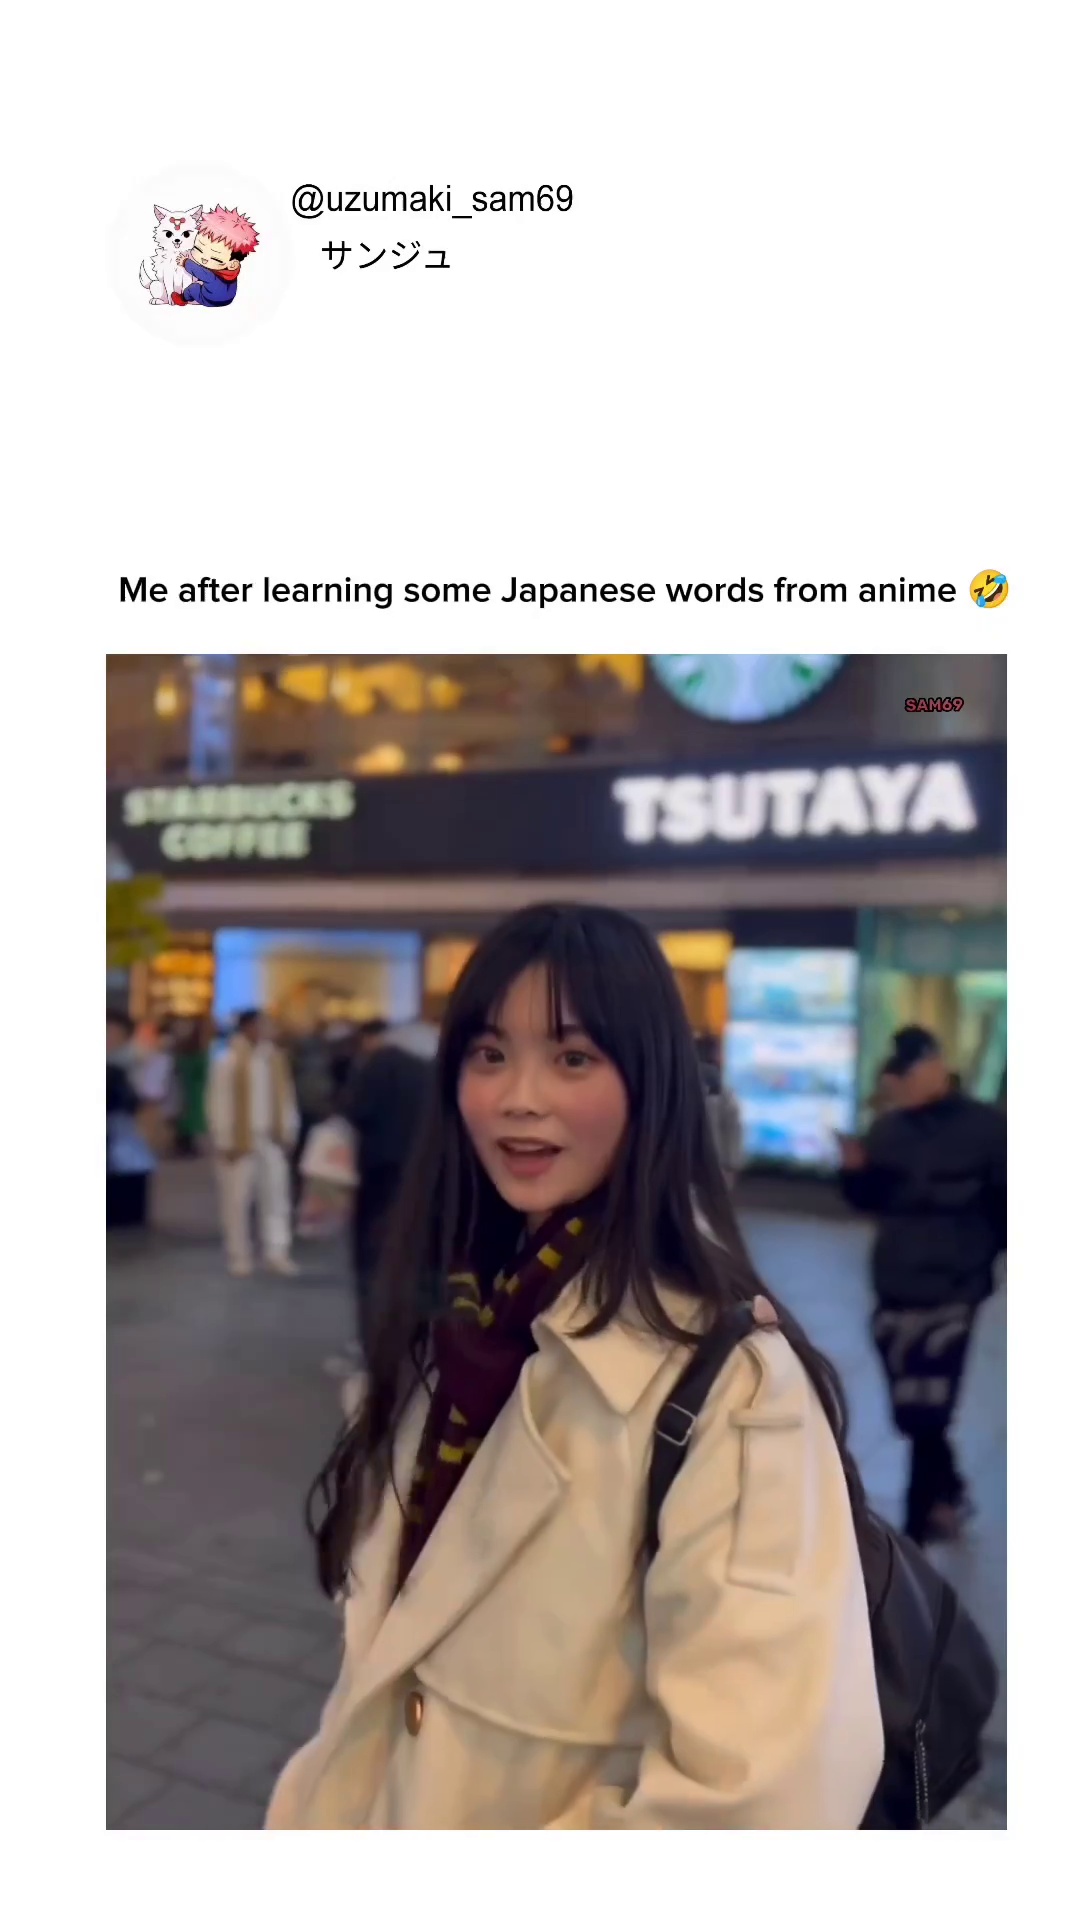 @uzumaki_sam69
サンジュ
Me after learning some Japanese words from anime 🤣
SAM69
STARBUCKS
COFFEE
TSUTAYA